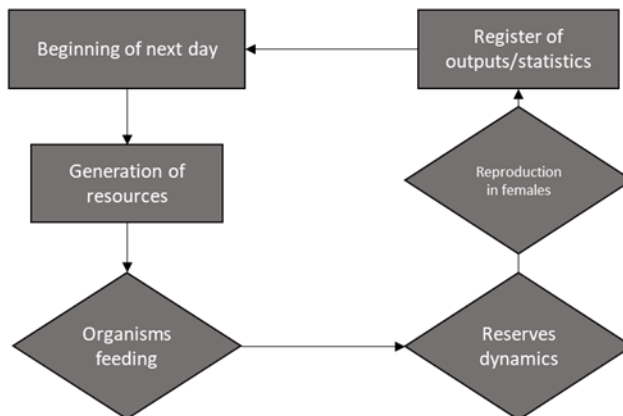 Beginning of next day
Register of
outputs/statistics
Generation of
resources
Reproduction
in females
Organisms
feeding
Reserves
dynamics